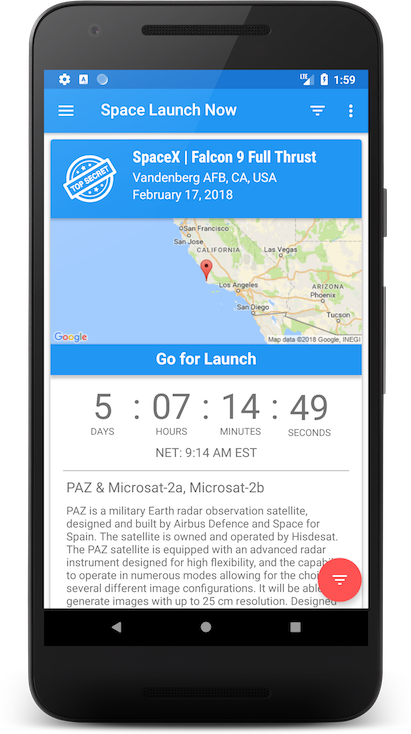 LTE 1:59
Space Launch Now
TOP SECRET
SpaceX | Falcon 9 Full Thrust
Vandenberg AFB, CA, USA
February 17, 2018
San Francisco
San Jose
CALIFORNIA
Las Vegas
Los Angeles
ARIZONA
Phoenix
San Diego
Tucson
Google
Map data ©2018 Google, INEGI
Go for Launch
5 : 07 : 14 : 49
DAYS HOURS MINUTES SECONDS
NET: 9:14 AM EST
PAZ & Microsat-2a, Microsat-2b
PAZ is a military Earth radar observation satellite,
designed and built by Airbus Defence and Space for
Spain. The satellite is owned and operated by Hisdesat.
The PAZ satellite is equipped with an advanced radar
instrument designed for high flexibility, and the capab
to operate in numerous modes allowing for the choi
several different image configurations. It will be able
generate images with up to 25 cm resolution. Designed